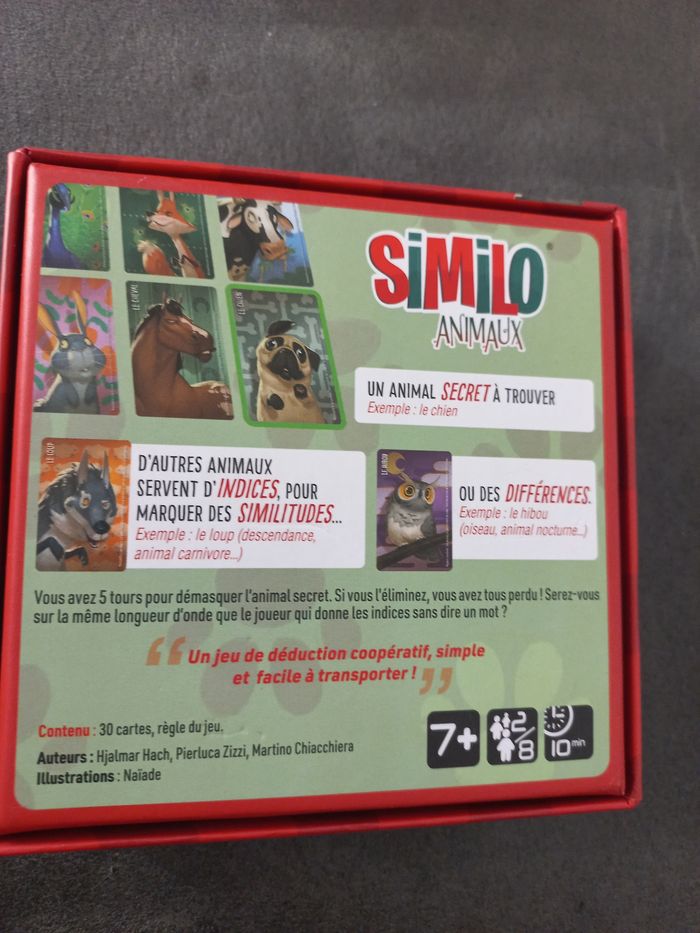 SiMiLO
ANIMAUX
LE CHEVAL
LE CHIEN
UN ANIMAL SECRET À TROUVER
Exemple : le chien
LE LOUP
D'AUTRES ANIMAUX
SERVENT D'INDICES, POUR
MARQUER DES SIMILITUDES...
Exemple : le loup (descendance,
animal carnivore...)
LE HIBOU
OU DES DIFFÉRENCES.
Exemple : le hibou
(oiseau, animal nocturne...)
Vous avez 5 tours pour démasquer l'animal secret. Si vous l'éliminez, vous avez tous perdu ! Serez-vous
sur la même longueur d'onde que le joueur qui donne les indices sans dire un mot ?
“ Un jeu de déduction coopératif, simple
et facile à transporter ! ”
Contenu : 30 cartes, règle du jeu.
Auteurs : Hjalmar Hach, Pierluca Zizzi, Martino Chiacchiera
Illustrations : Naïade
7+
2/8
10 min